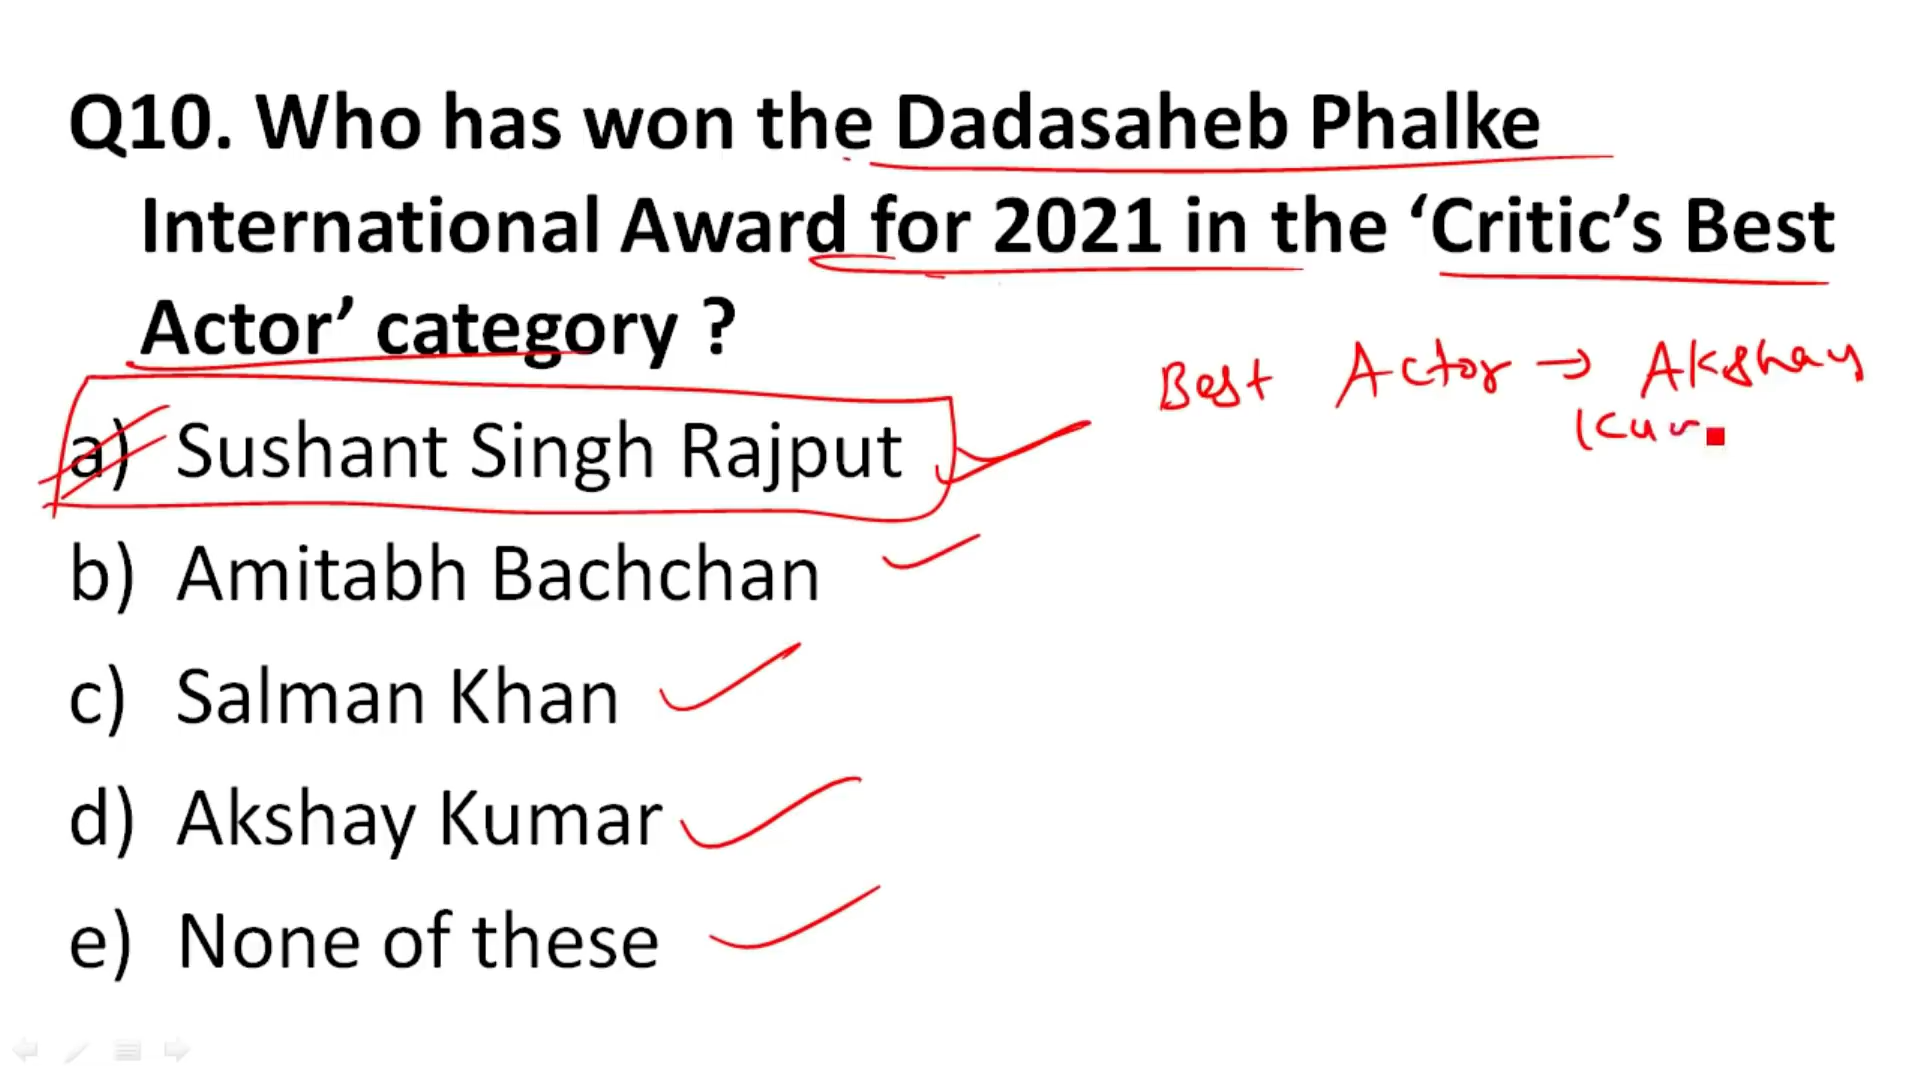 Q10. Who has won the Dadasaheb Phalke
International Award for 2021 in the ‘Critic’s Best
Actor’ category ?
Best Actor → Akshay
a) Sushant Singh Rajput
b) Amitabh Bachchan
c) Salman Khan
d) Akshay Kumar
e) None of these